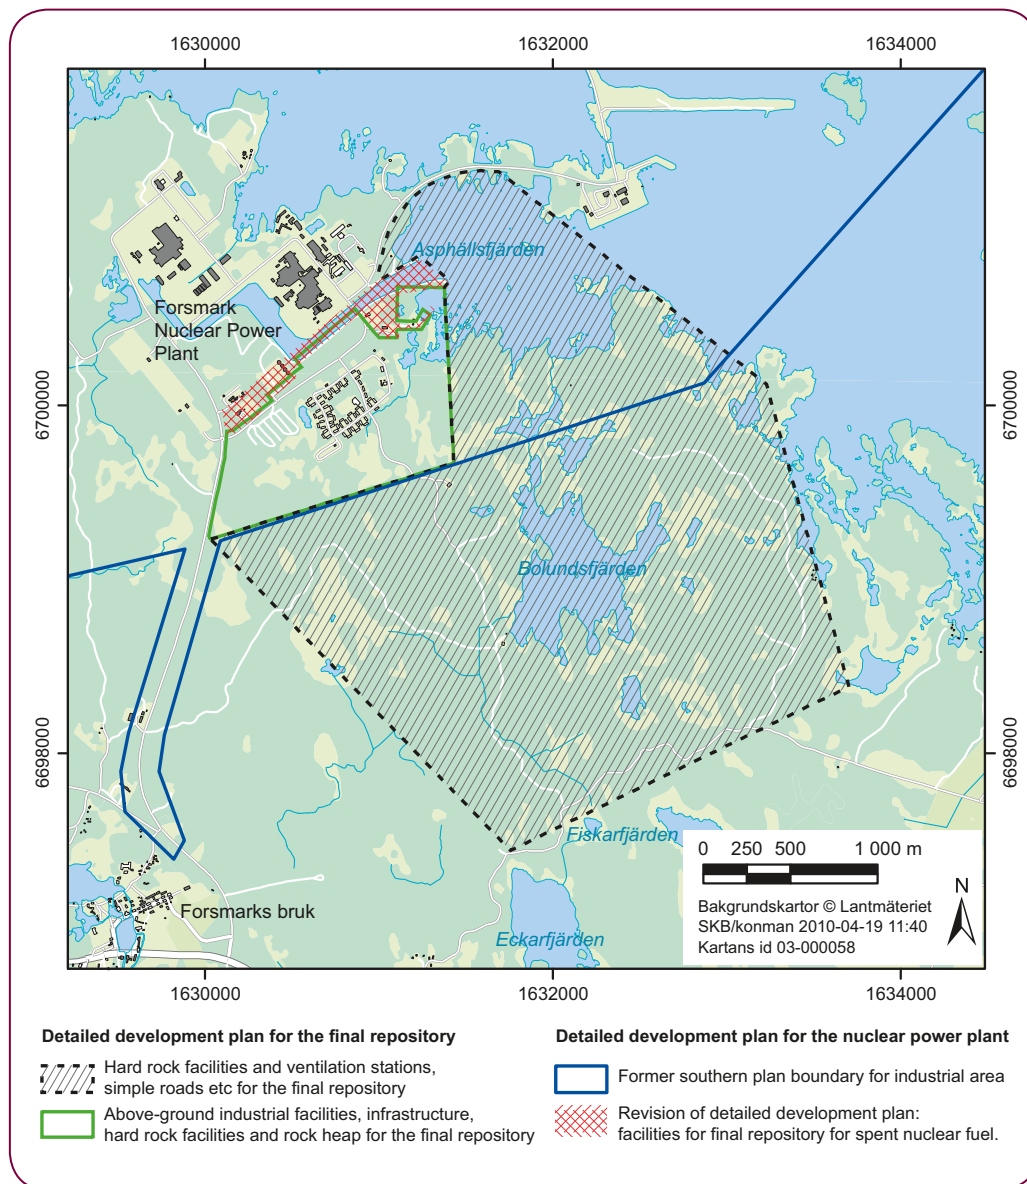 1630000
1632000
1634000
Asphällsfjärden
Forsmark
Nuclear Power
Plant
6700000
6700000
Bolundsfjärden
6698000
6698000
Fiskarfjärden
0 250 500 1 000 m
Bakgrundskartor © Lantmäteriet
SKB/konman 2010-04-19 11:40
Kartans id 03-000058
N
Forsmarks bruk
Eckarfjärden
1630000
1632000
1634000
Detailed development plan for the final repository
Hard rock facilities and ventilation stations,
simple roads etc for the final repository
Above-ground industrial facilities, infrastructure,
hard rock facilities and rock heap for the final repository
Detailed development plan for the nuclear power plant
Former southern plan boundary for industrial area
Revision of detailed development plan:
facilities for final repository for spent nuclear fuel.